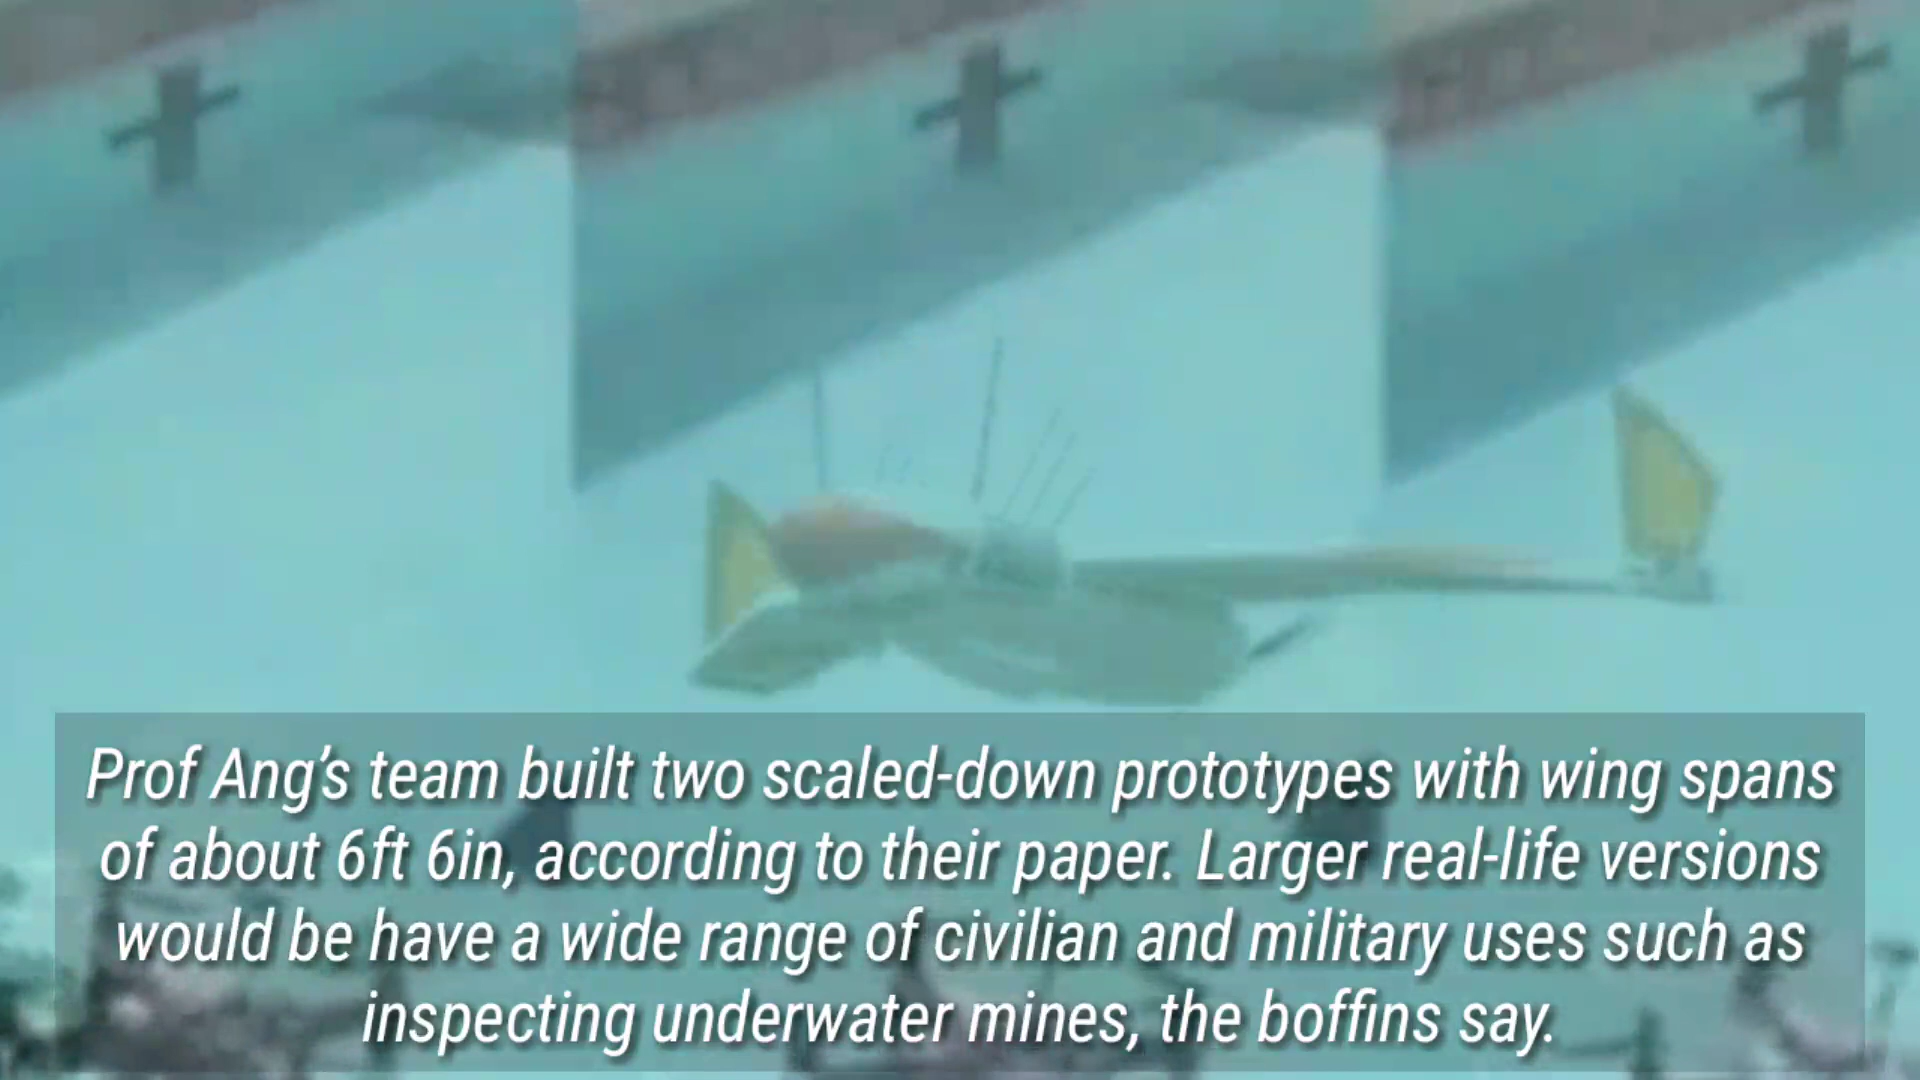 Prof Ang’s team built two scaled-down prototypes with wing spans
of about 6ft 6in, according to their paper. Larger real-life versions
would be have a wide range of civilian and military uses such as
inspecting underwater mines, the boffins say.